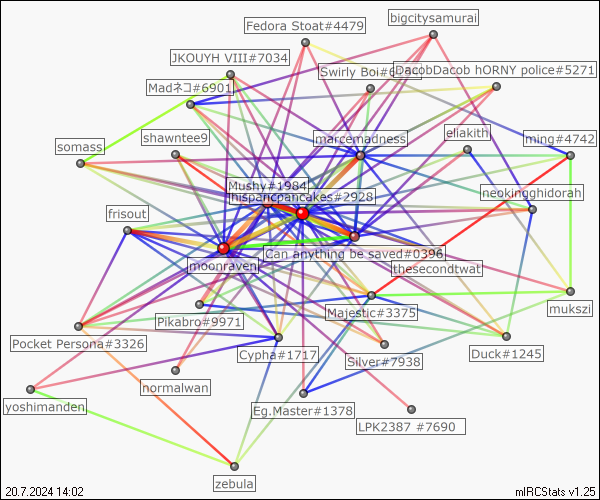 bigcitysamurai
Fedora Stoat#4479
JKOUYH VIII#7034
Swirly Boi#6
DacobDacob hORNY police#5271
Madネコ#6901
shawntee9
marcemadness
eliakith
ming#4742
somass
Mushy#1984
hispanicpancakes#2928
neokingghidorah
frisout
moonraven
Can anything be saved#0396
thesecondtwat
mukszi
Pikabro#9971
Majestic#3375
Pocket Persona#3326
Cypha#1717
Silver#7938
Duck#1245
normalwan
yoshimanden
Eg.Master#1378
LPK2387 #7690
zebula
20.7.2024 14:02
mIRCStats v1.25